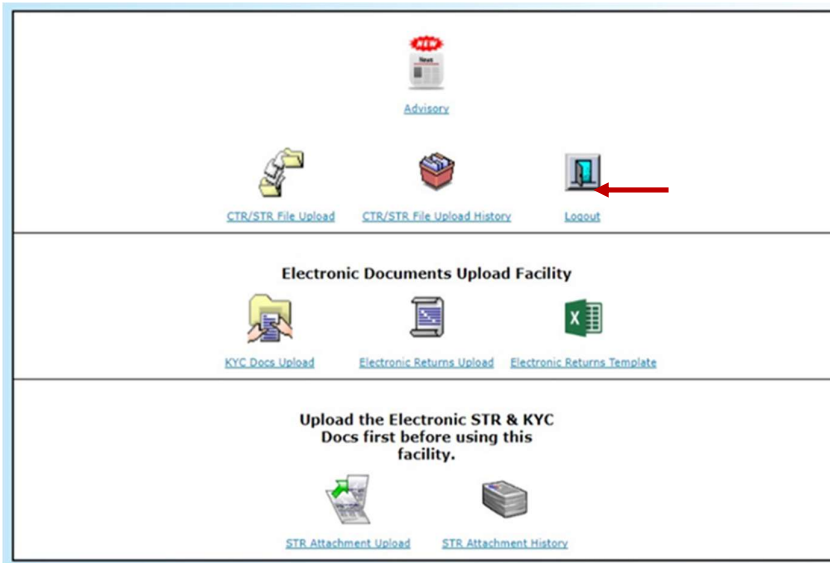 NEW
News
Advisory
CTR/STR File Upload
CTR/STR File Upload History
Logout
Electronic Documents Upload Facility
KYC Docs Upload
Electronic Returns Upload
Electronic Returns Template
Upload the Electronic STR & KYC
Docs first before using this
facility.
STR Attachment Upload
STR Attachment History